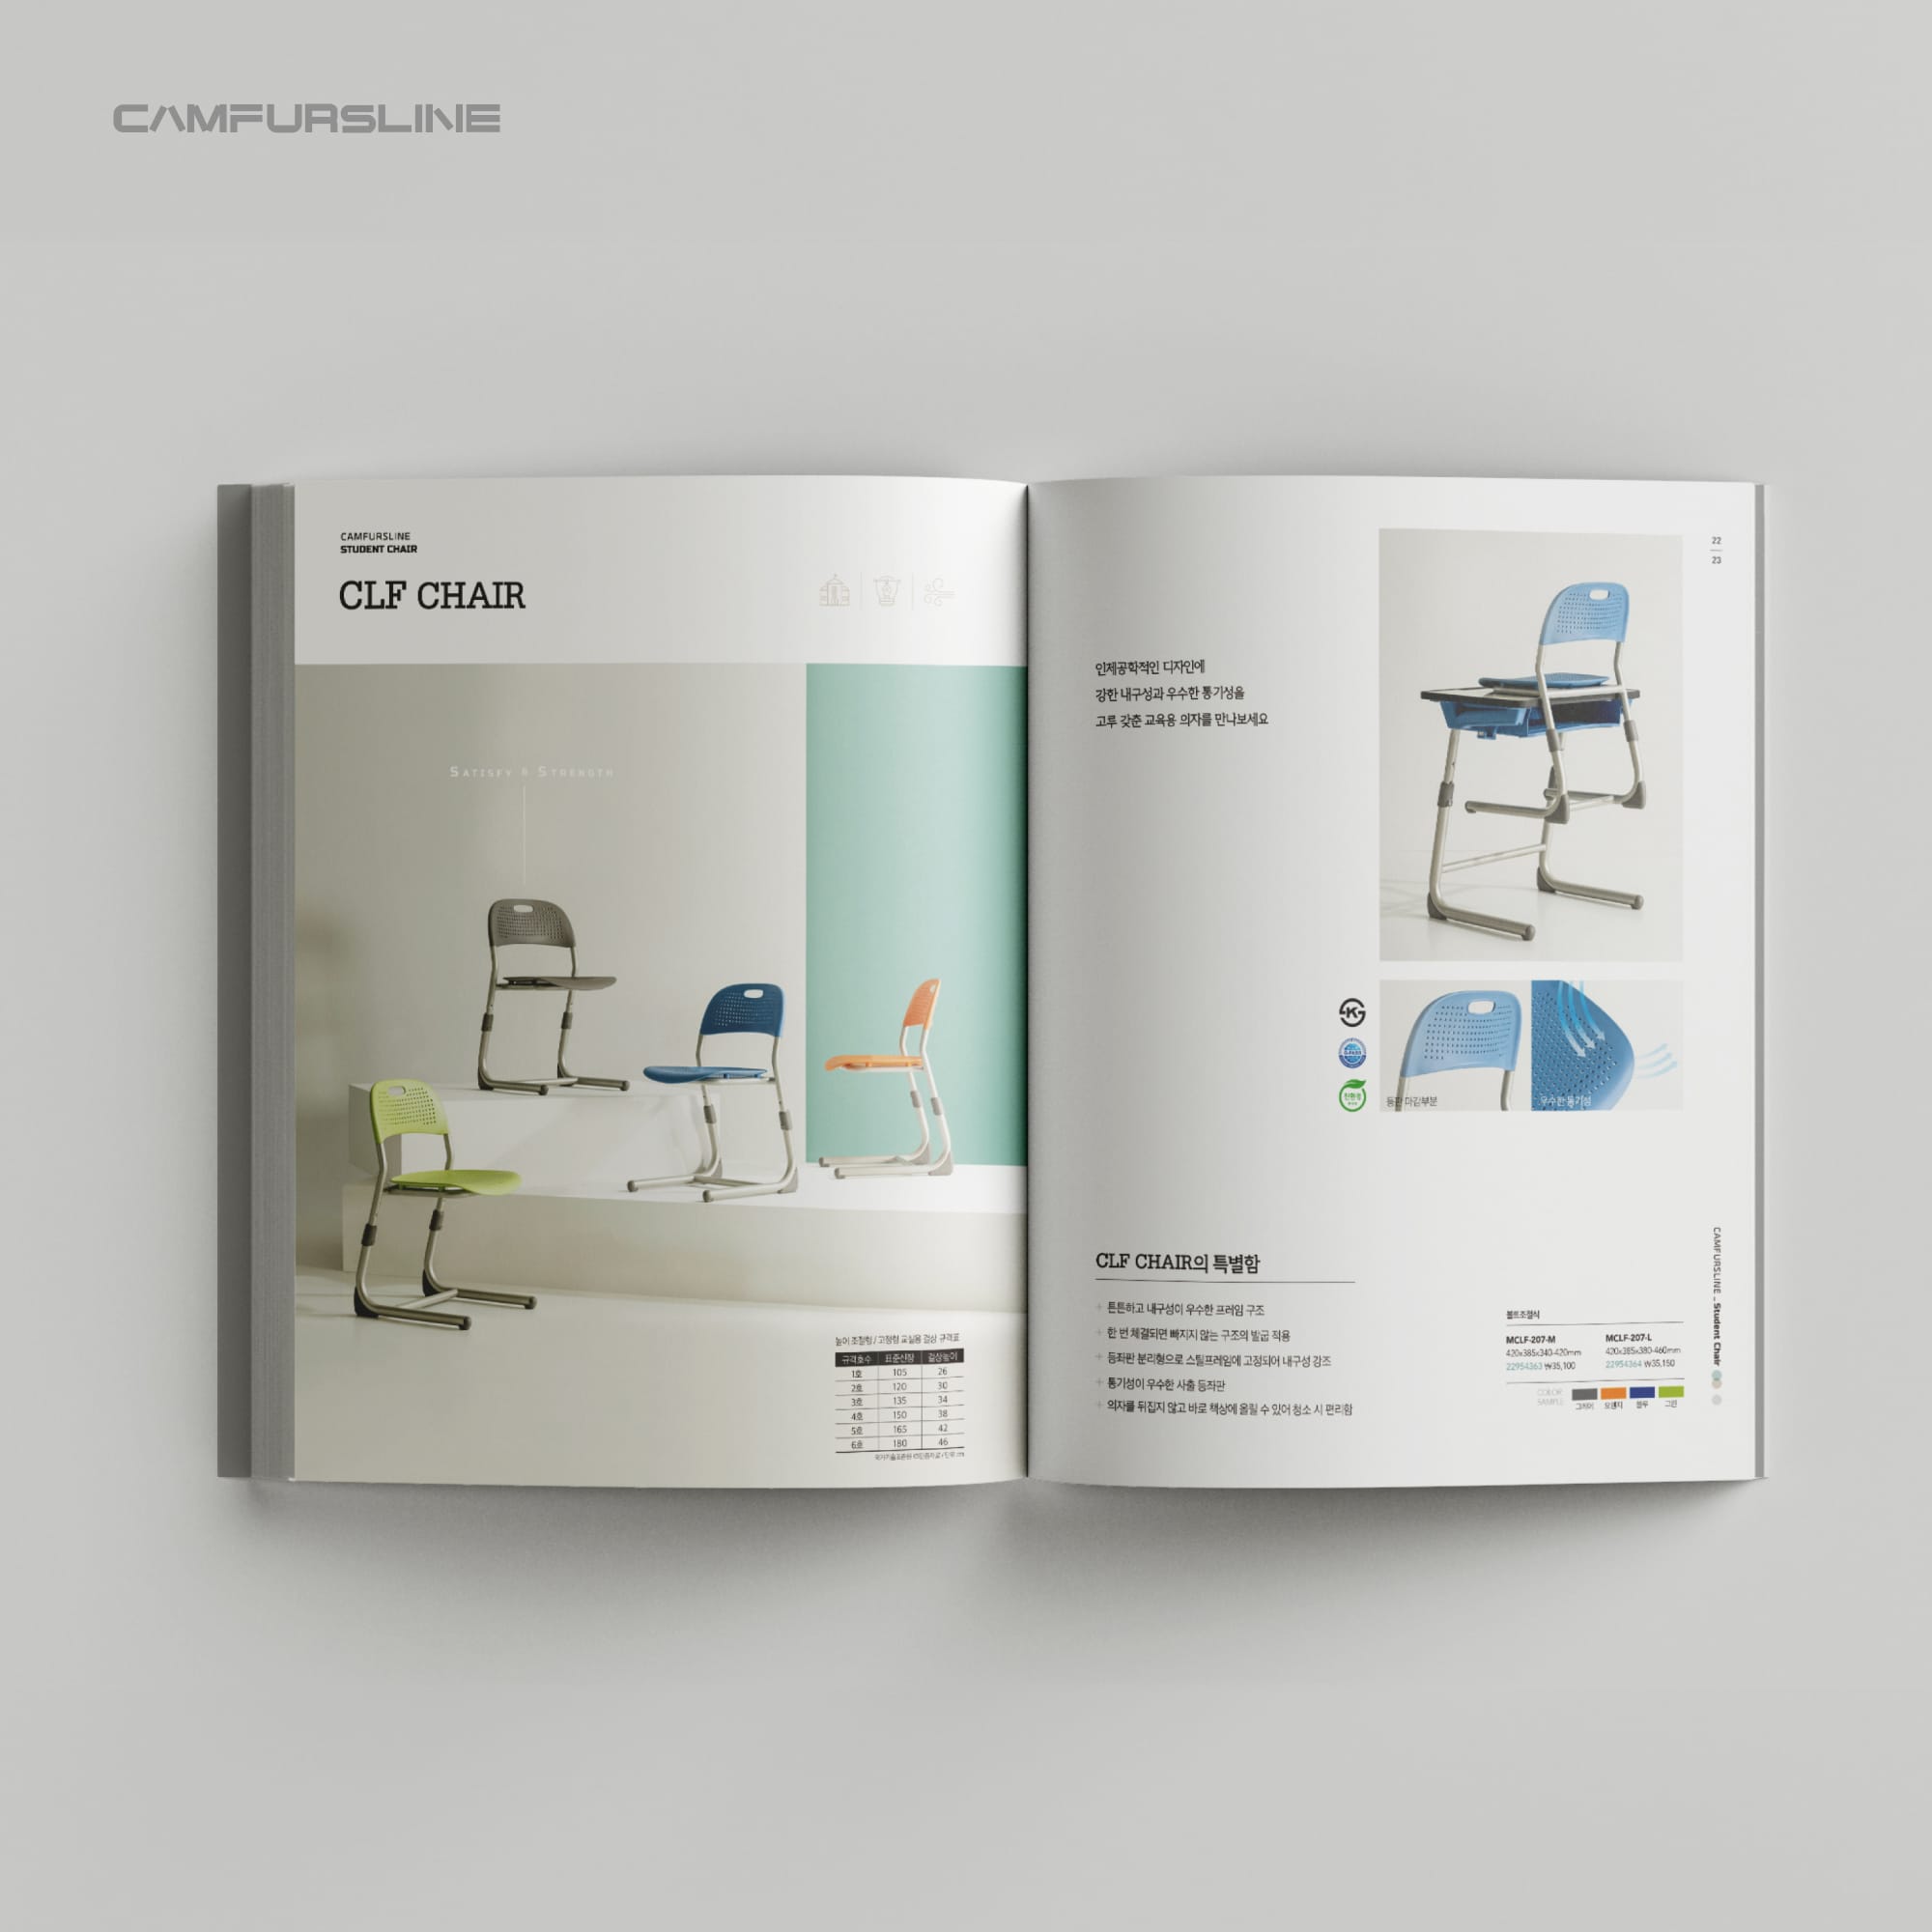 CAMFURSLINE
CAMFURSLINE
STUDENT CHAIR
CLF CHAIR
SATISFY & STRENGTH
높이 조절형 / 고정형 교실용 걸상 규격표
규격호수 표준신장 걸상높이
1호 105 26
2호 120 30
3호 135 34
4호 150 38
5호 165 42
6호 180 46
22
23
인체공학적인 디자인에
강한 내구성과 우수한 통기성을
고루 갖춘 교육용 의자를 만나보세요
등판 마감부분
우수한 통기성
CLF CHAIR의 특별함
+ 튼튼하고 내구성이 우수한 프레임 구조
+ 한 번 체결되면 빠지지 않는 구조의 발굽 적용
+ 등좌판 분리형으로 스틸프레임에 고정되어 내구성 강조
+ 통기성이 우수한 사출 등좌판
+ 의자를 뒤집지 않고 바로 책상에 올릴 수 있어 청소 시 편리함
볼트조절식
MCLF-207-M MCLF-207-L
420x385x340-420mm 420x385x380-460mm
22954363 ₩35,100 22954364 ₩35,150
COLOR
SAMPLE
그레이 오렌지 블루 그린
CAMFURSLINE _ Student Chair